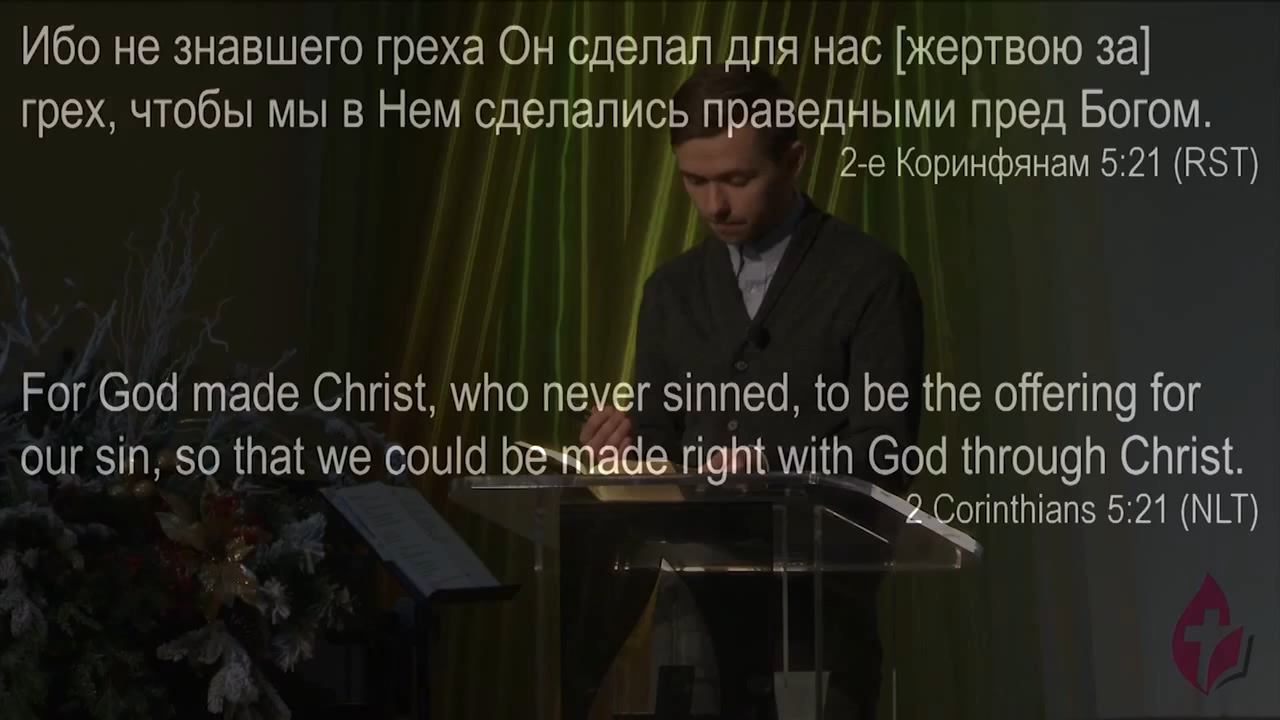 Ибо не знавшего греха Он сделал для нас [жертвою за]
грех, чтобы мы в Нем сделались праведными пред Богом.
2-е Коринфянам 5:21 (RST)
For God made Christ, who never sinned, to be the offering for
our sin, so that we could be made right with God through Christ.
2 Corinthians 5:21 (NLT)